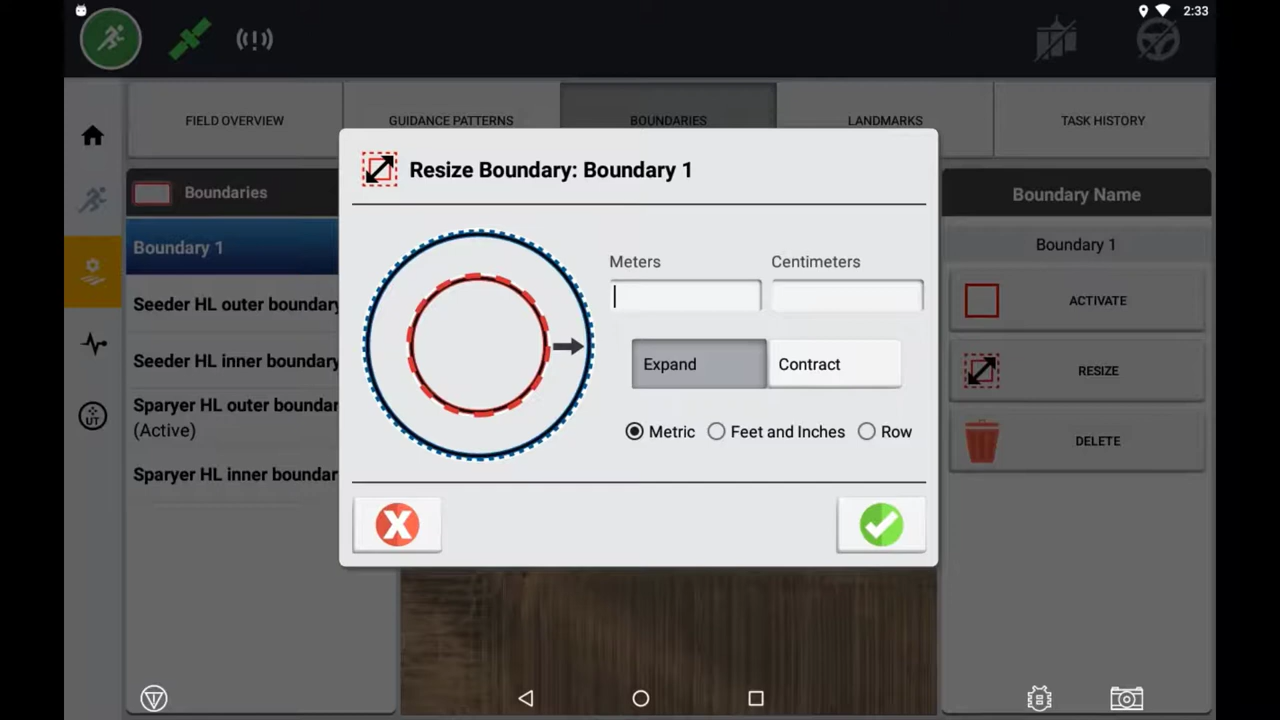 2:33
FIELD OVERVIEW
GUIDANCE PATTERNS
BOUNDARIES
LANDMARKS
TASK HISTORY
Boundaries
Boundary 1
Seeder HL outer boundary
Seeder HL inner boundary
Sparyer HL outer boundar
(Active)
Sparyer HL inner boundar
Resize Boundary: Boundary 1
Meters
Centimeters
Expand
Contract
Metric
Feet and Inches
Row
Boundary Name
Boundary 1
ACTIVATE
RESIZE
DELETE
UT